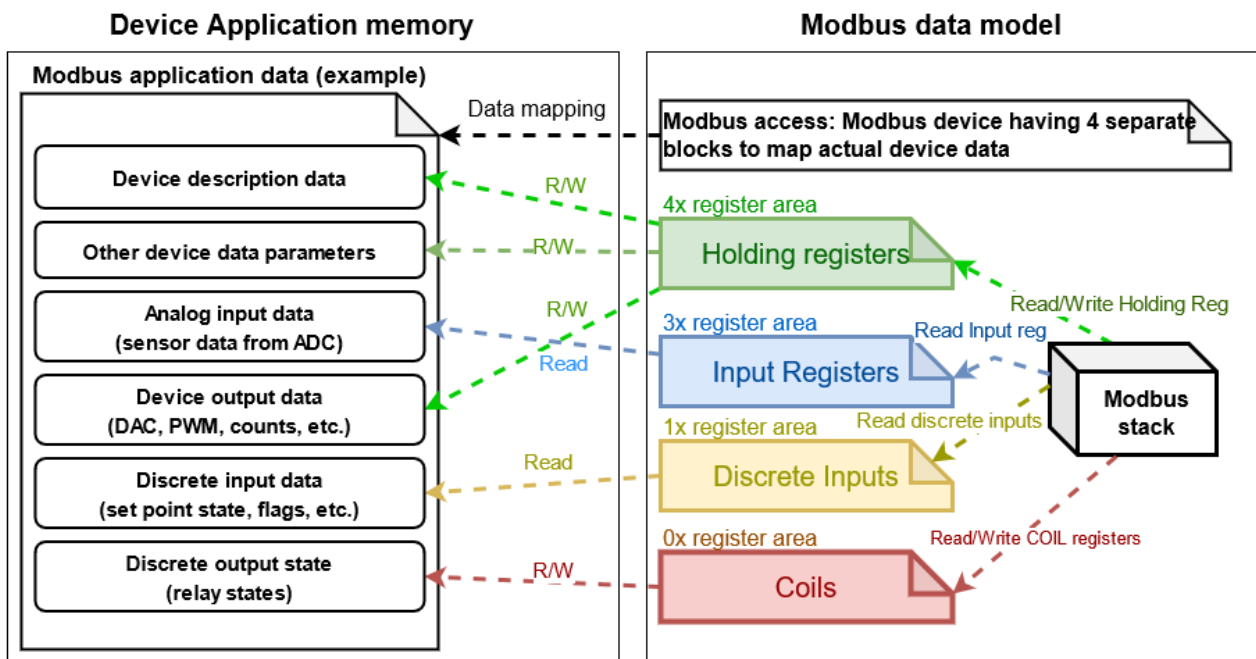 Device Application memory
Modbus data model
Modbus application data (example)
Data mapping
Modbus access: Modbus device having 4 separate
blocks to map actual device data
Device description data
R/W
4x register area
Other device data parameters
R/W
Holding registers
Analog input data
(sensor data from ADC)
R/W
Read
3x register area
Read/Write Holding Reg
Read Input reg
Input Registers
Modbus
stack
Device output data
(DAC, PWM, counts, etc.)
1x register area
Read discrete inputs
Discrete input data
(set point state, flags, etc.)
Read
Discrete Inputs
0x register area
Read/Write COIL registers
Discrete output state
(relay states)
R/W
Coils